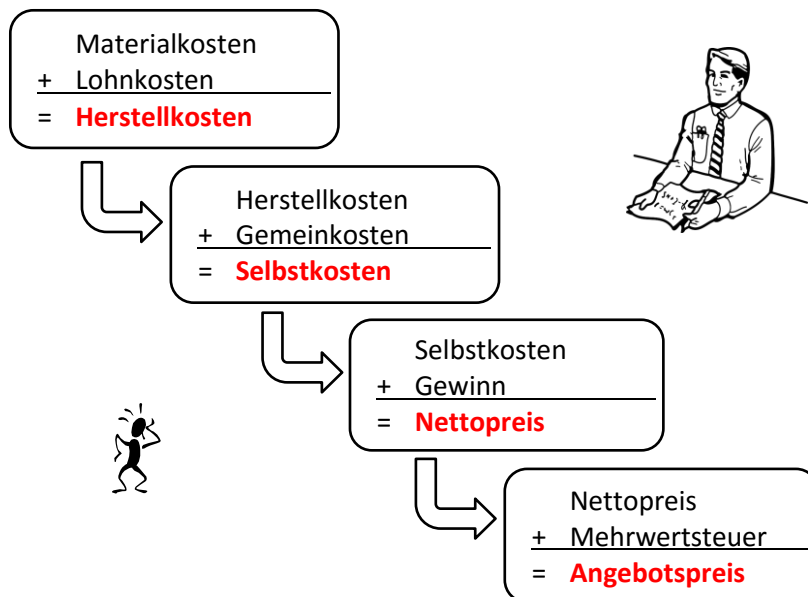 Materialkosten
+ Lohnkosten
= Herstellkosten
Herstellkosten
+ Gemeinkosten
= Selbstkosten
Selbstkosten
+ Gewinn
= Nettopreis
Nettopreis
+ Mehrwertsteuer
= Angebotspreis